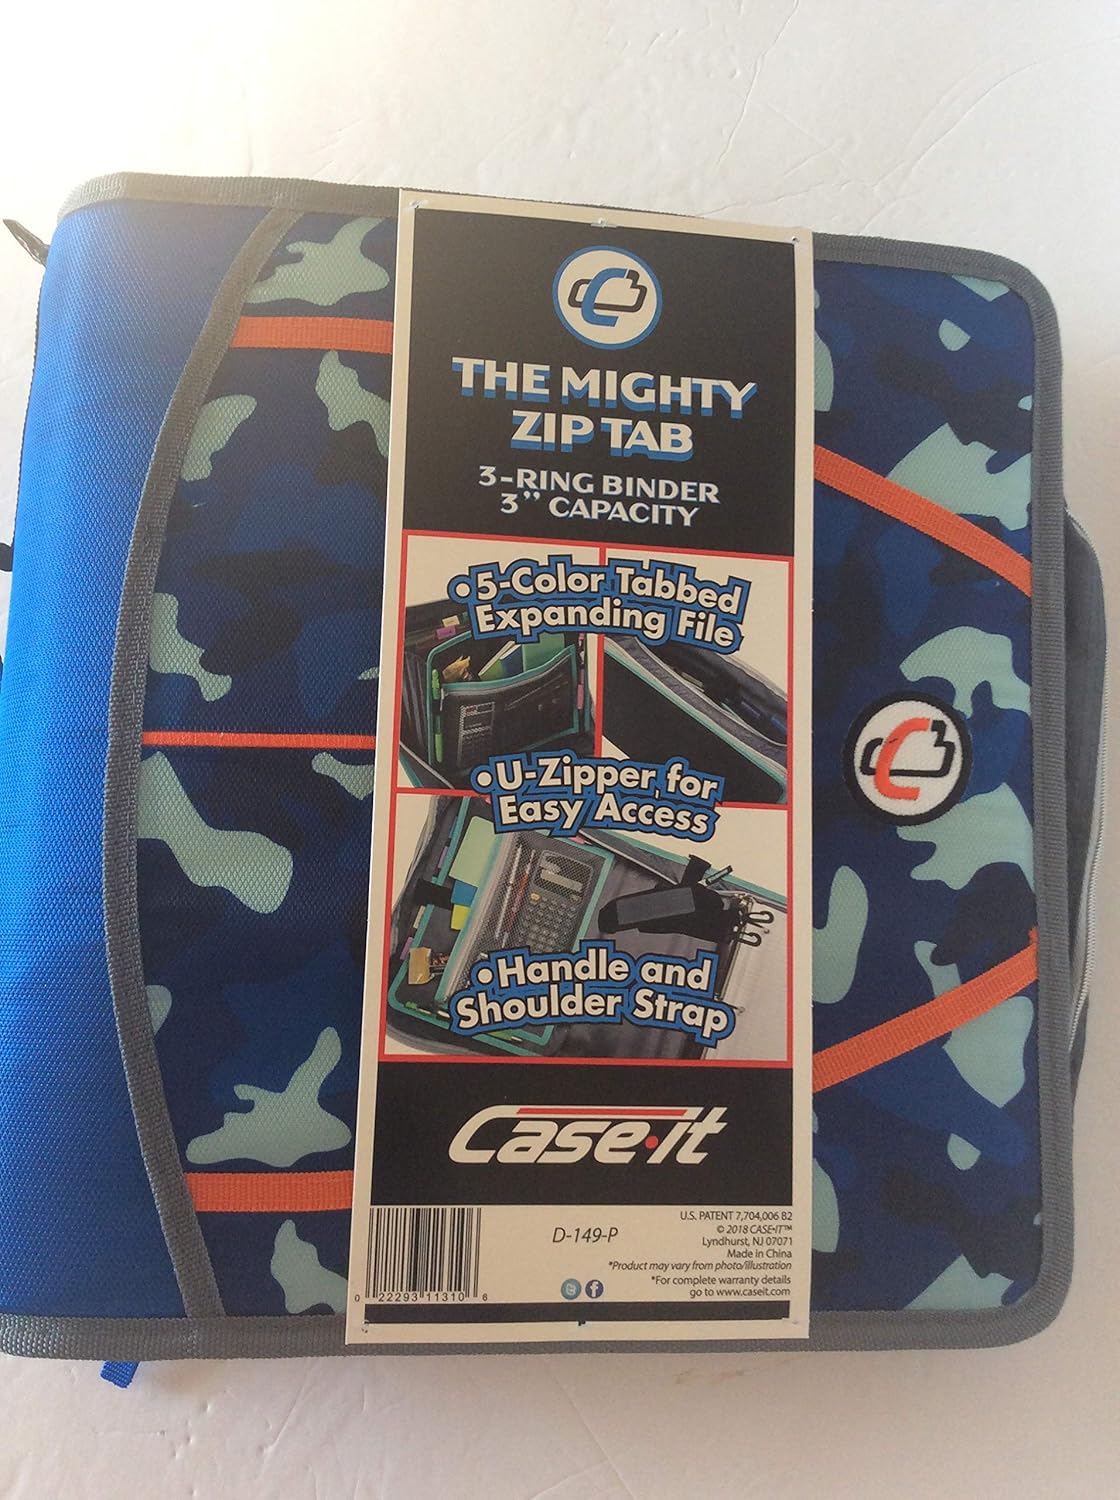 THE MIGHTY
ZIP TAB
3-RING BINDER
3" CAPACITY
•5-Color Tabbed
Expanding File
•U-Zipper for
Easy Access
•Handle and
Shoulder Strap
Case•it
D-149-P
0 22293 11310 6
U.S. PATENT 7,704,006 B2
© 2018 CASE•IT™
Lyndhurst, NJ 07071
Made in China
*Product may vary from photo/illustration
*For complete warranty details
go to www.caseit.com